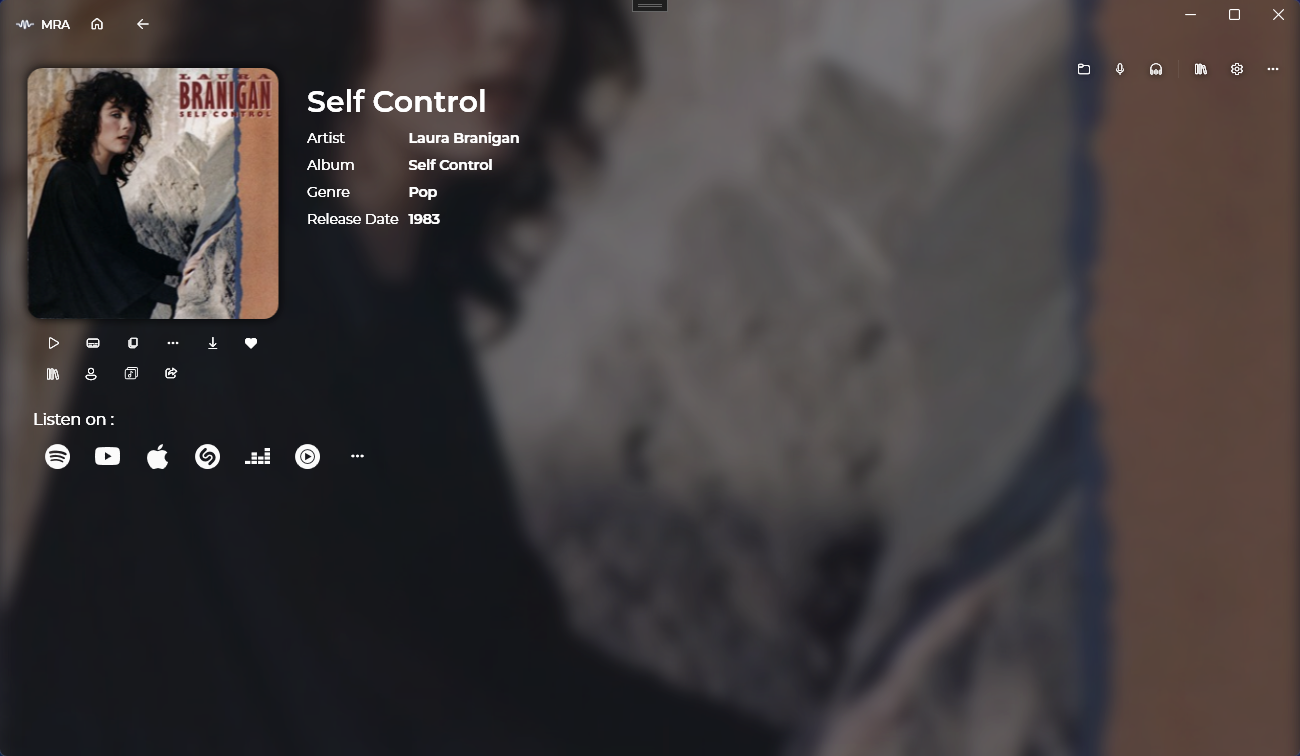 MRA
LAURA
BRANIGAN
SELF CONTROL
Self Control
Artist Laura Branigan
Album Self Control
Genre Pop
Release Date 1983
Listen on :